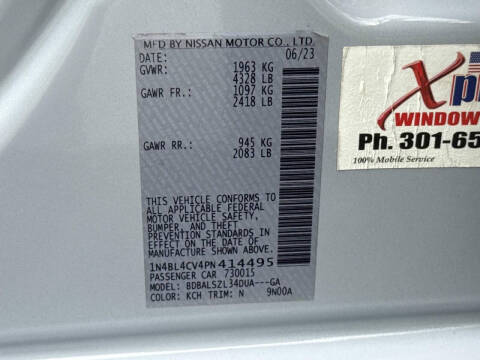 MFD BY NISSAN MOTOR CO., LTD.
DATE: 06/23
GVWR: 1963 KG
4328 LB
GAWR FR.: 1097 KG
2418 LB
GAWR RR.: 945 KG
2083 LB
THIS VEHICLE CONFORMS TO
ALL APPLICABLE FEDERAL
MOTOR VEHICLE SAFETY,
BUMPER, AND THEFT
PREVENTION STANDARDS IN
EFFECT ON THE DATE OF
MANUFACTURE SHOWN ABOVE.
1N4BL4CV4PN414495
PASSENGER CAR 730015
MODEL: BDBALSZL34DUA---GA
COLOR: KCH TRIM: N 9N00A
Xp
WINDOW
Ph. 301-65
100% Mobile Service